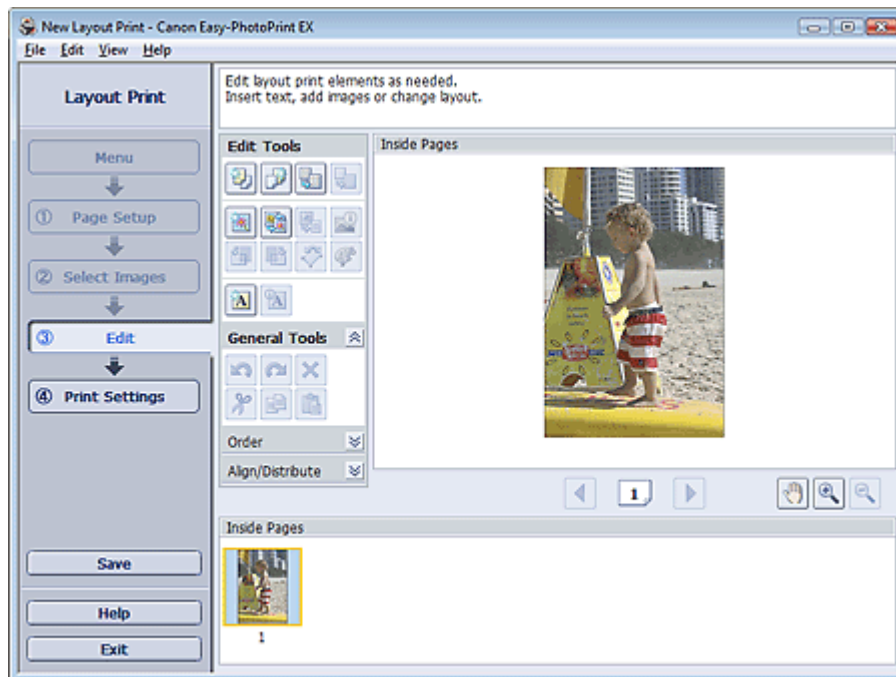 New Layout Print - Canon Easy-PhotoPrint EX
File Edit View Help
Layout Print
Edit layout print elements as needed.
Insert text, add images or change layout.
Menu
① Page Setup
② Select Images
③ Edit
④ Print Settings
Save
Help
Exit
Edit Tools
A A
General Tools
Order
Align/Distribute
Inside Pages
1
Inside Pages
1